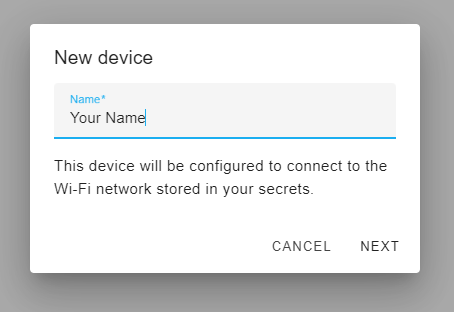 New device
Name*
Your Name
This device will be configured to connect to the
Wi-Fi network stored in your secrets.
CANCEL NEXT